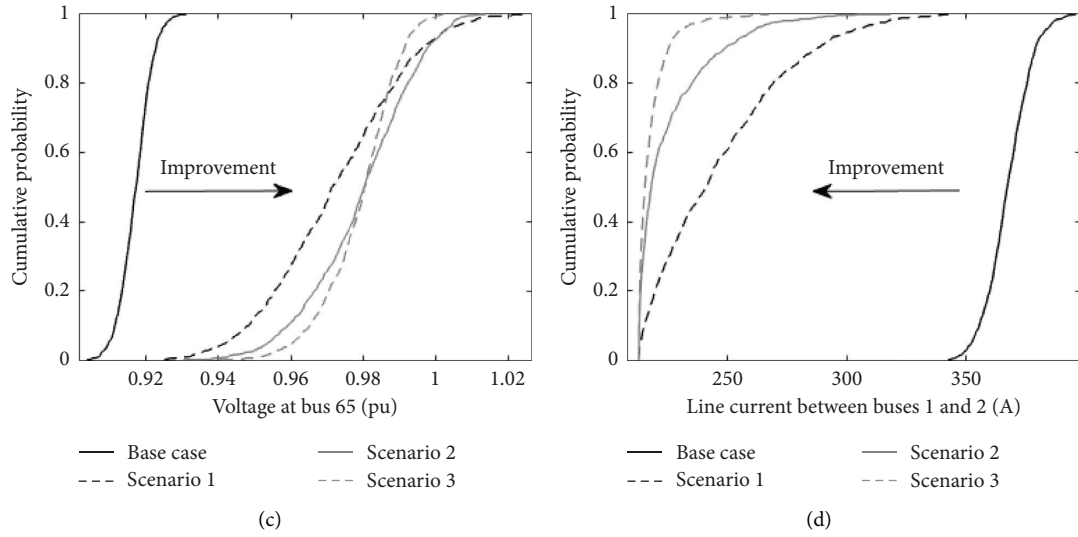 1
0.8
0.6
0.4
0.2
0
Cumulative probability
Improvement
0.92 0.94 0.96 0.98 1 1.02
Voltage at bus 65 (pu)
Base case
Scenario 1
Scenario 2
Scenario 3
(c)
1
0.8
0.6
0.4
0.2
0
Cumulative probability
Improvement
250 300 350
Line current between buses 1 and 2 (A)
Base case
Scenario 1
Scenario 2
Scenario 3
(d)